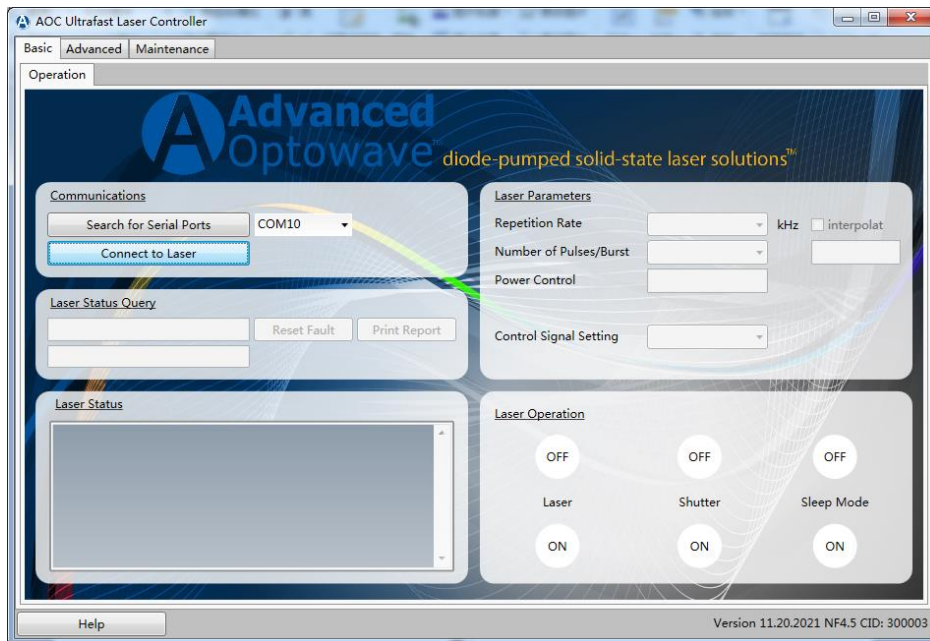 AOC Ultrafast Laser Controller
Basic Advanced Maintenance
Operation
Advanced
Optowave™ diode-pumped solid-state laser solutions™
Communications
Search for Serial Ports COM10
Connect to Laser
Laser Status Query
Reset Fault Print Report
Laser Status
Laser Parameters
Repetition Rate kHz interpolat
Number of Pulses/Burst
Power Control
Control Signal Setting
Laser Operation
OFF OFF OFF
Laser Shutter Sleep Mode
ON ON ON
Help Version 11.20.2021 NF4.5 CID: 300003